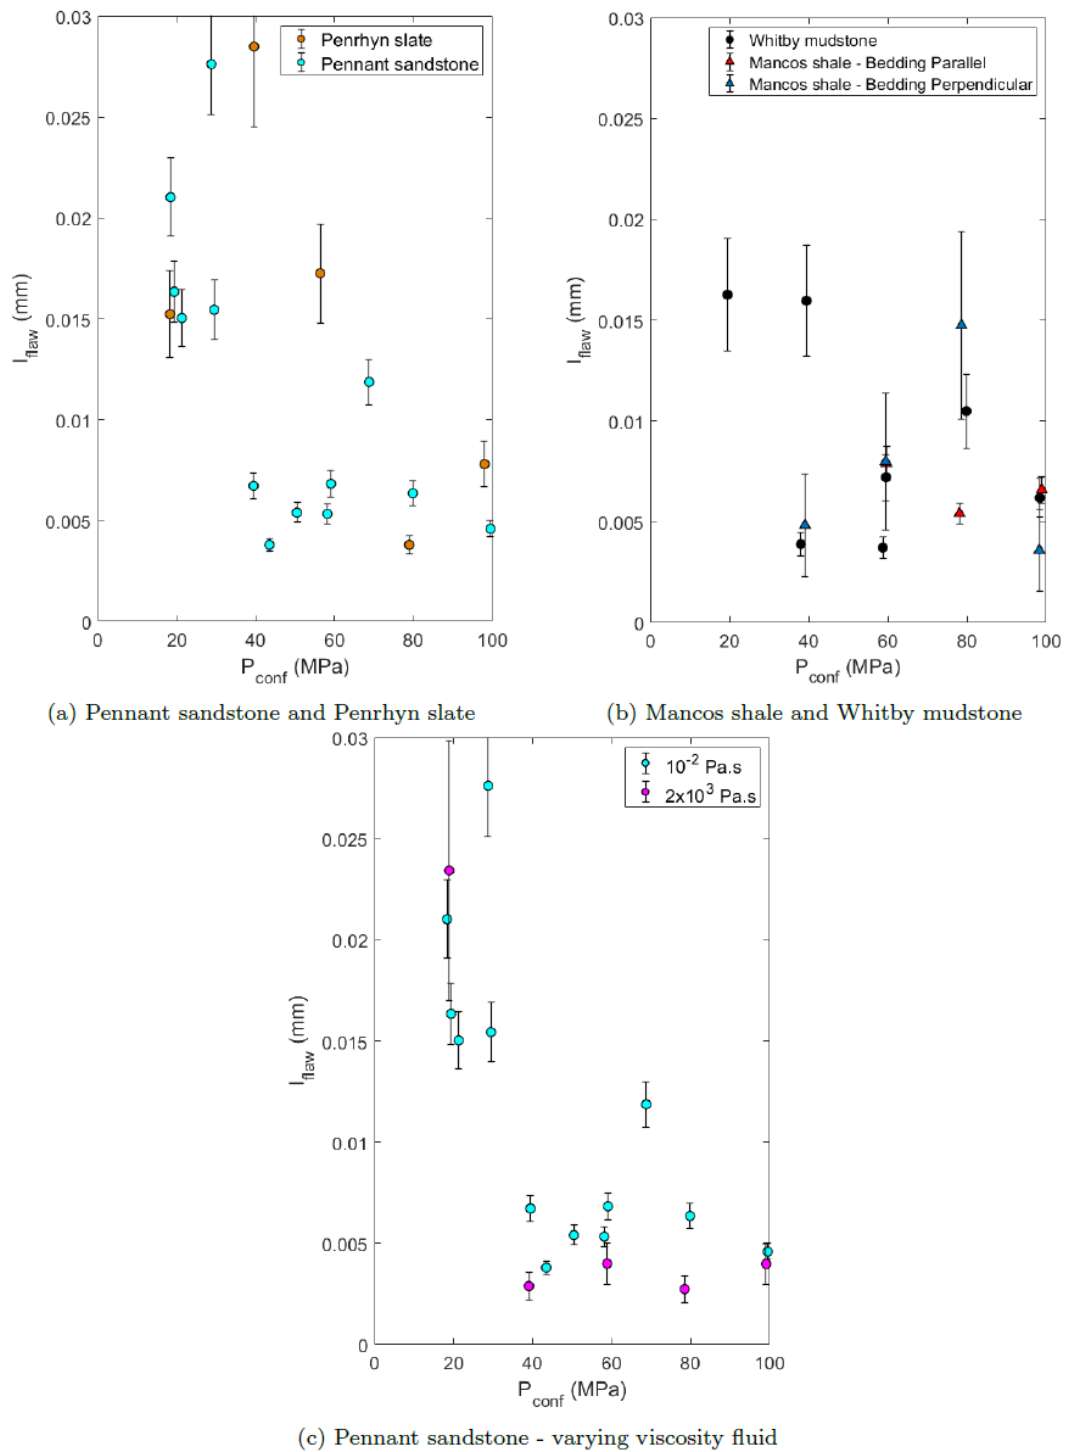 0.03
0.025
0.02
0.015
0.01
0.005
0
0 20 40 60 80 100
l_flaw (mm)
P_conf (MPa)
Penrhyn slate
Pennant sandstone
(a) Pennant sandstone and Penrhyn slate
0.03
0.025
0.02
0.015
0.01
0.005
0
0 20 40 60 80 100
l_flaw (mm)
P_conf (MPa)
Whitby mudstone
Mancos shale - Bedding Parallel
Mancos shale - Bedding Perpendicular
(b) Mancos shale and Whitby mudstone
0.03
0.025
0.02
0.015
0.01
0.005
0
0 20 40 60 80 100
l_flaw (mm)
P_conf (MPa)
10⁻² Pa.s
2x10³ Pa.s
(c) Pennant sandstone - varying viscosity fluid